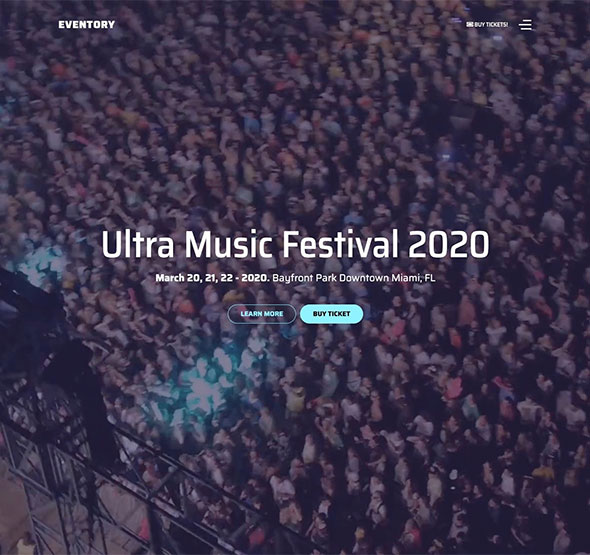 EVENTORY
BUY TICKETS!
Ultra Music Festival 2020
March 20, 21, 22 - 2020. Bayfront Park Downtown Miami, FL
LEARN MORE
BUY TICKET